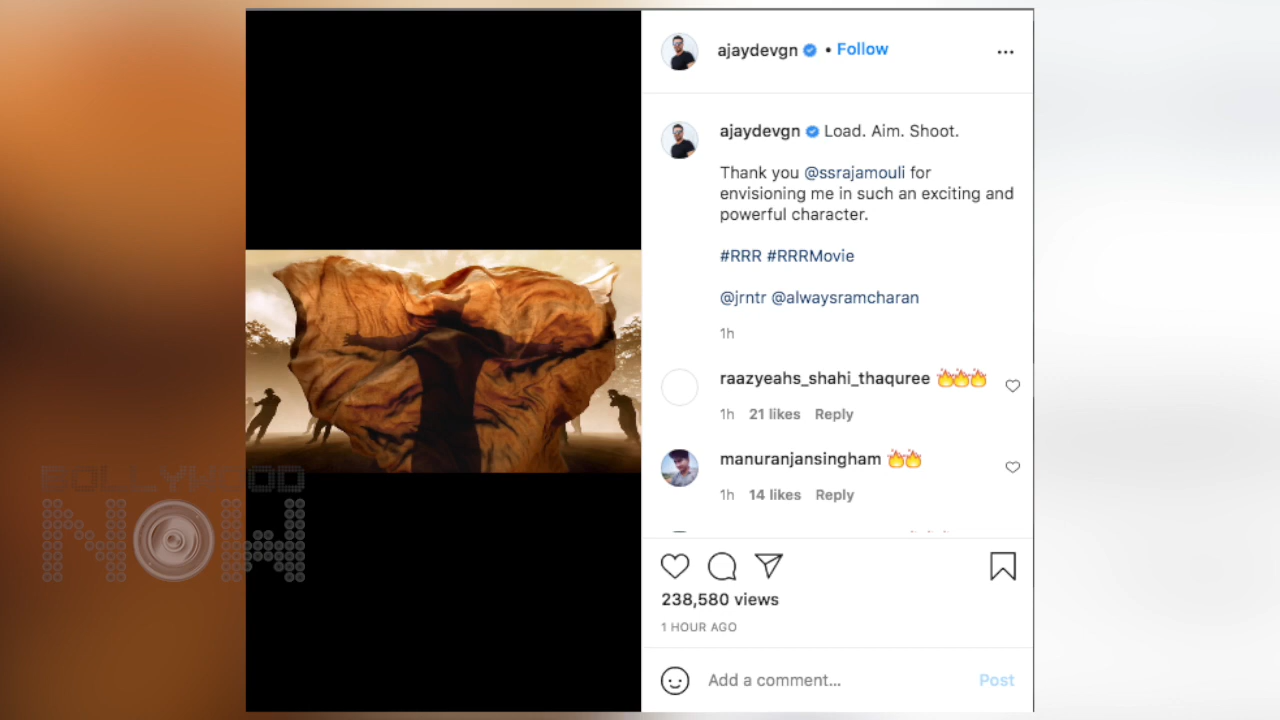 ajaydevgn • Follow
ajaydevgn Load. Aim. Shoot.
Thank you @ssrajamouli for
envisioning me in such an exciting and
powerful character.
#RRR #RRRMovie
@jrntr @alwaysramcharan
1h
raazyeahs_shahi_thaquree 🔥🔥🔥
1h 21 likes Reply
manuranjansingham 🔥🔥
1h 14 likes Reply
238,580 views
1 HOUR AGO
Add a comment...
Post
BOLLYWOOD
NOW